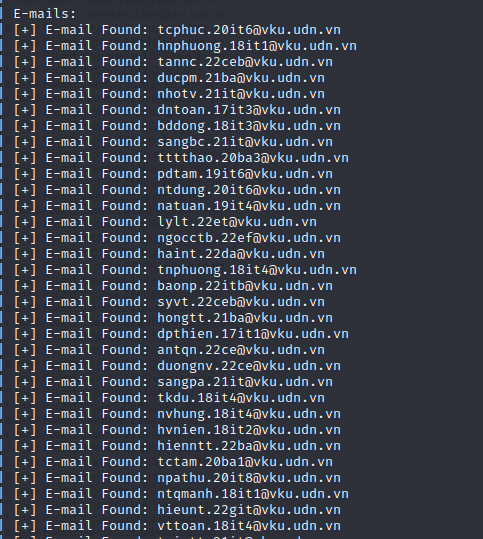 E-mails:
[+] E-mail Found: tcphuc.20it6@vku.udn.vn
[+] E-mail Found: hnphuong.18it1@vku.udn.vn
[+] E-mail Found: tannc.22ceb@vku.udn.vn
[+] E-mail Found: ducpm.21ba@vku.udn.vn
[+] E-mail Found: nhotv.21it@vku.udn.vn
[+] E-mail Found: dntoan.17it3@vku.udn.vn
[+] E-mail Found: bddong.18it3@vku.udn.vn
[+] E-mail Found: sangbc.21it@vku.udn.vn
[+] E-mail Found: tttthao.20ba3@vku.udn.vn
[+] E-mail Found: pdtam.19it6@vku.udn.vn
[+] E-mail Found: ntdung.20it6@vku.udn.vn
[+] E-mail Found: natuan.19it4@vku.udn.vn
[+] E-mail Found: lylt.22et@vku.udn.vn
[+] E-mail Found: ngocctb.22ef@vku.udn.vn
[+] E-mail Found: haint.22da@vku.udn.vn
[+] E-mail Found: tnphuong.18it4@vku.udn.vn
[+] E-mail Found: baonp.22itb@vku.udn.vn
[+] E-mail Found: syvt.22ceb@vku.udn.vn
[+] E-mail Found: hongtt.21ba@vku.udn.vn
[+] E-mail Found: dpthien.17it1@vku.udn.vn
[+] E-mail Found: antqn.22ce@vku.udn.vn
[+] E-mail Found: duongnv.22ce@vku.udn.vn
[+] E-mail Found: sangpa.21it@vku.udn.vn
[+] E-mail Found: tkdu.18it4@vku.udn.vn
[+] E-mail Found: nvhung.18it4@vku.udn.vn
[+] E-mail Found: hvnien.18it2@vku.udn.vn
[+] E-mail Found: hienntt.22ba@vku.udn.vn
[+] E-mail Found: tctam.20ba1@vku.udn.vn
[+] E-mail Found: npathu.20it8@vku.udn.vn
[+] E-mail Found: ntqmanh.18it1@vku.udn.vn
[+] E-mail Found: hieunt.22git@vku.udn.vn
[+] E-mail Found: vttoan.18it4@vku.udn.vn